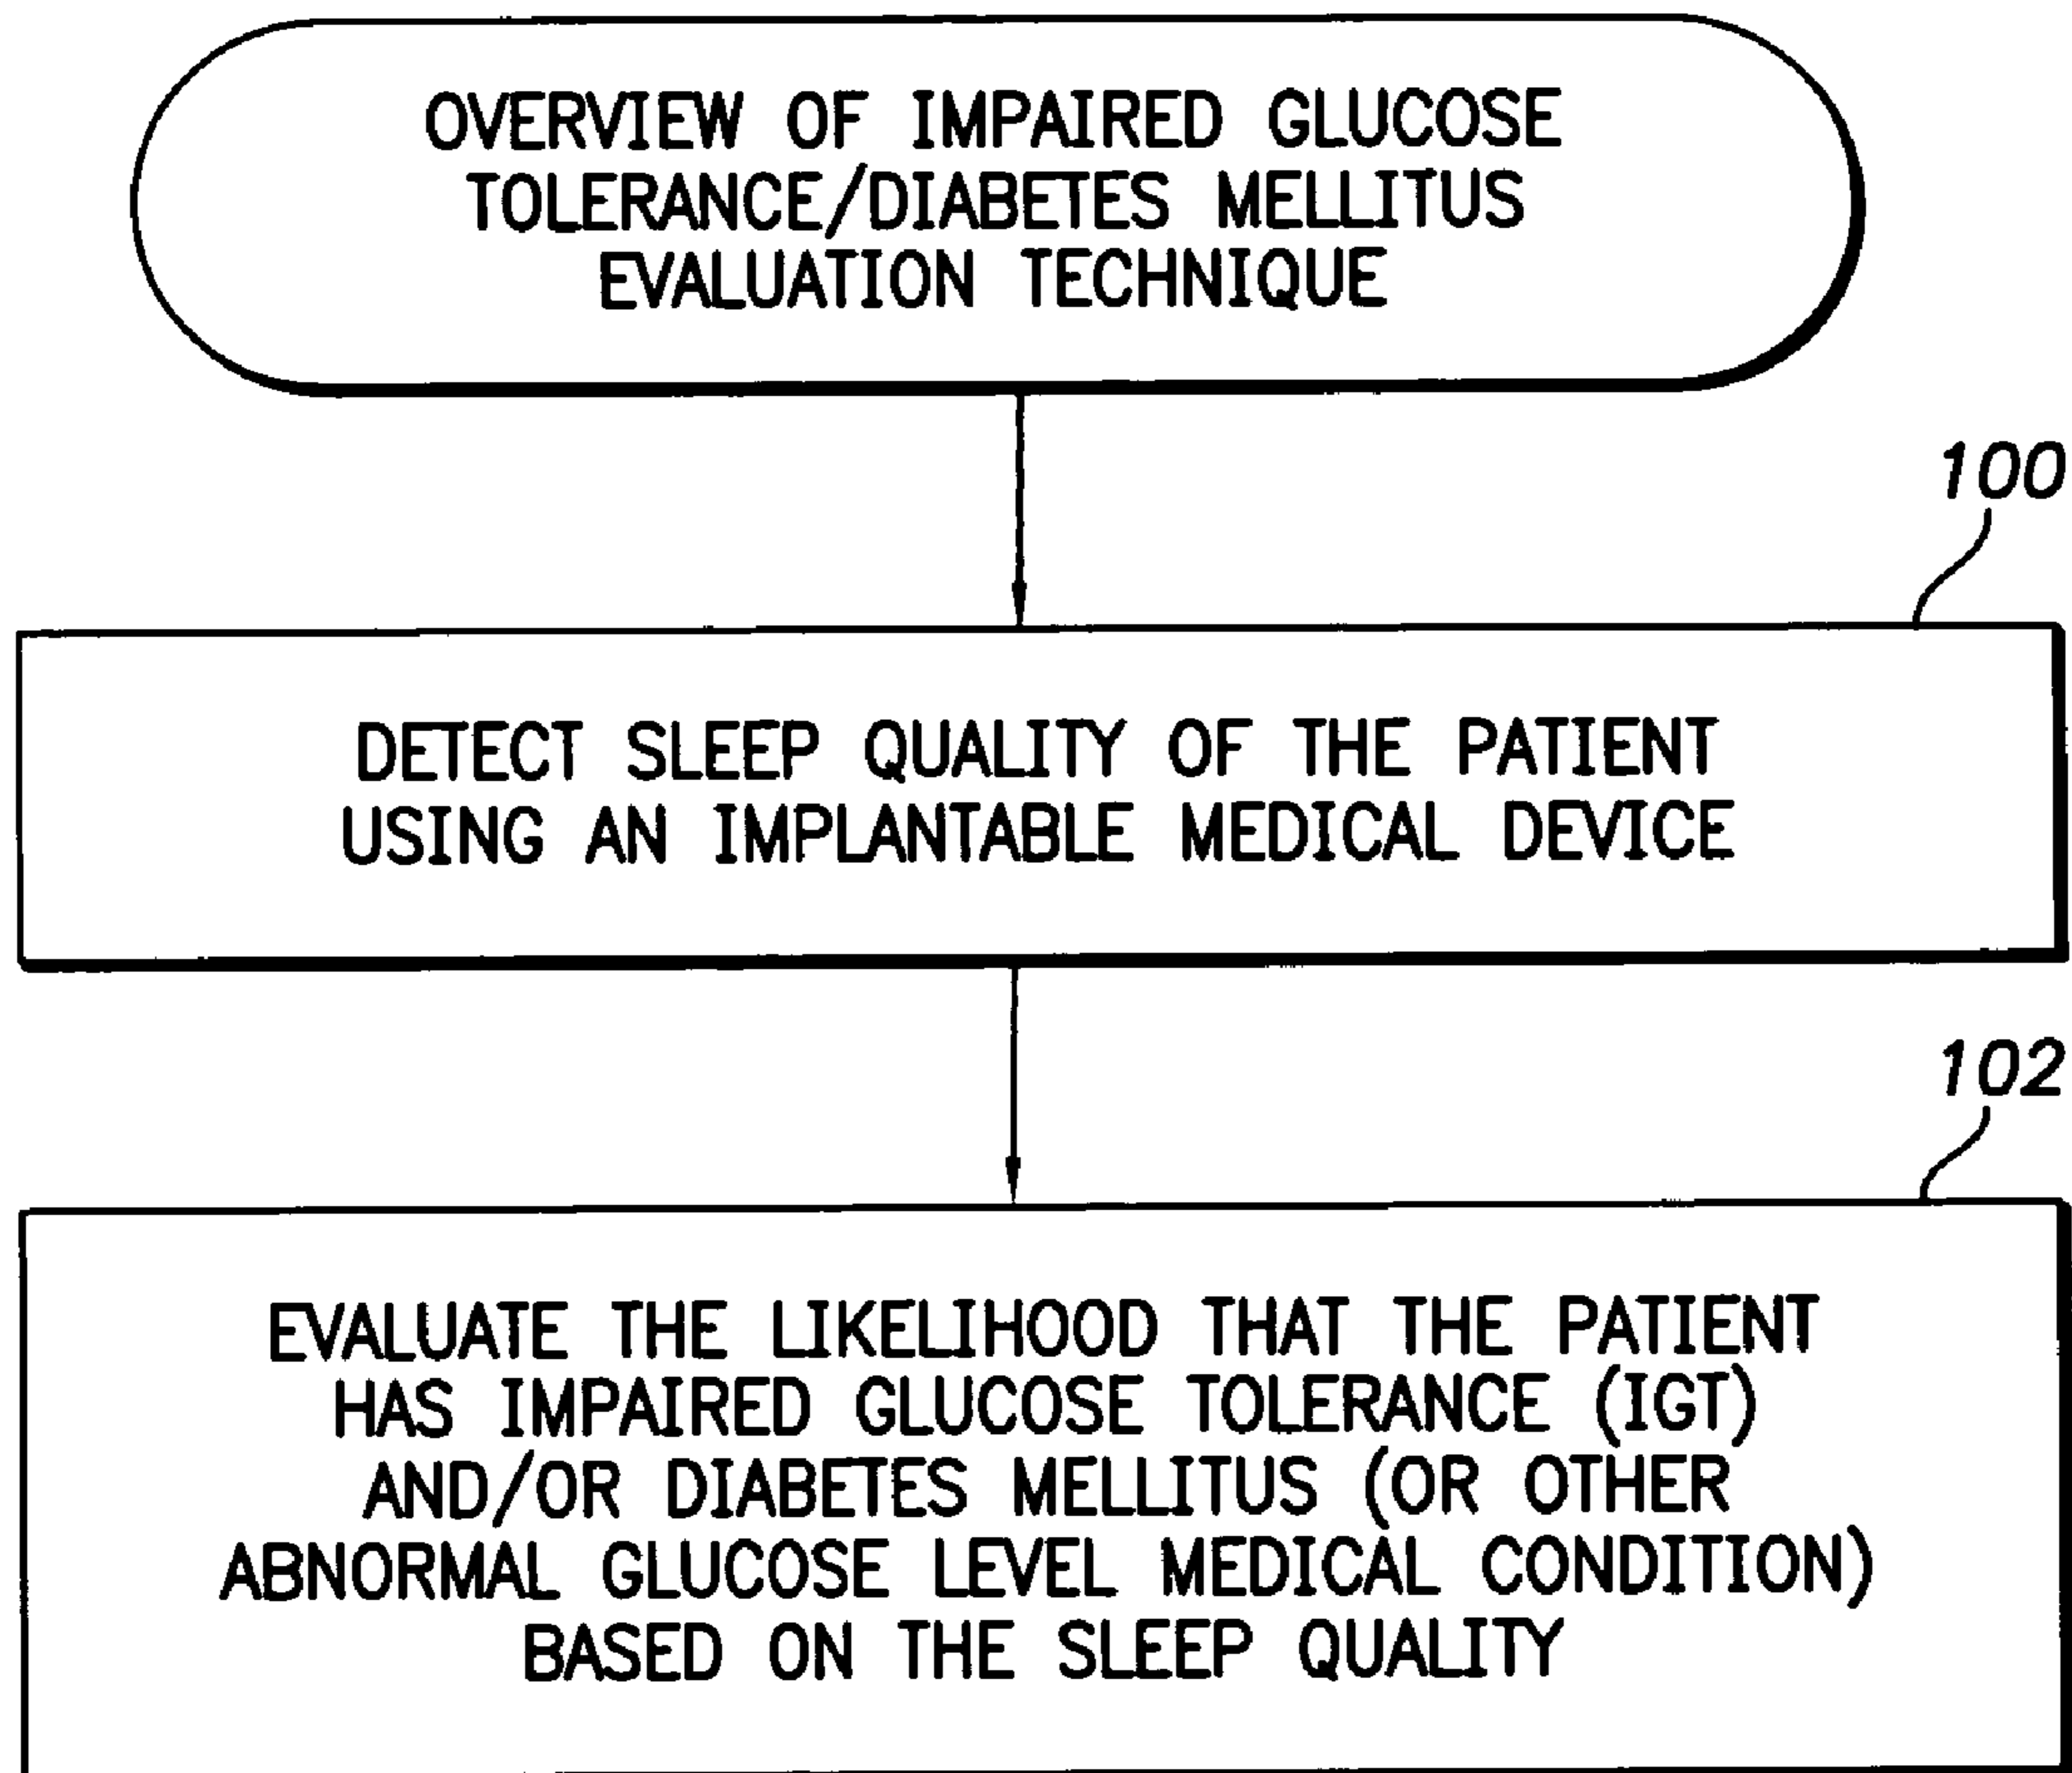 OVERVIEW OF IMPAIRED GLUCOSE
TOLERANCE/DIABETES MELLITUS
EVALUATION TECHNIQUE
100
DETECT SLEEP QUALITY OF THE PATIENT
USING AN IMPLANTABLE MEDICAL DEVICE
102
EVALUATE THE LIKELIHOOD THAT THE PATIENT
HAS IMPAIRED GLUCOSE TOLERANCE (IGT)
AND/OR DIABETES MELLITUS (OR OTHER
ABNORMAL GLUCOSE LEVEL MEDICAL CONDITION)
BASED ON THE SLEEP QUALITY